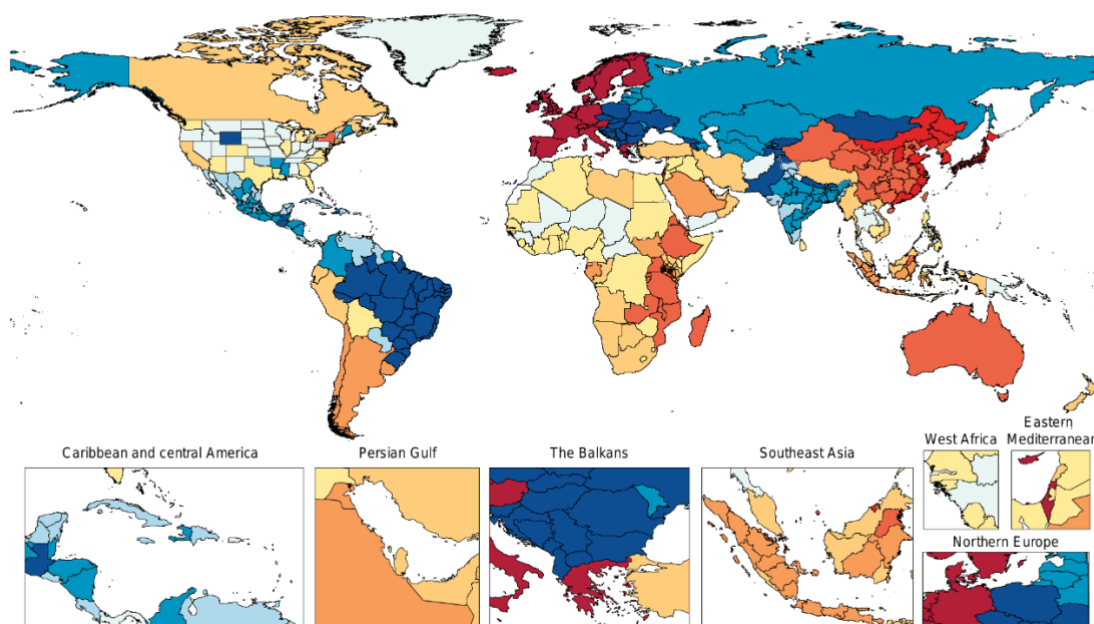 Caribbean and central America
Persian Gulf
The Balkans
Southeast Asia
West Africa
Eastern
Mediterranean
Northern Europe